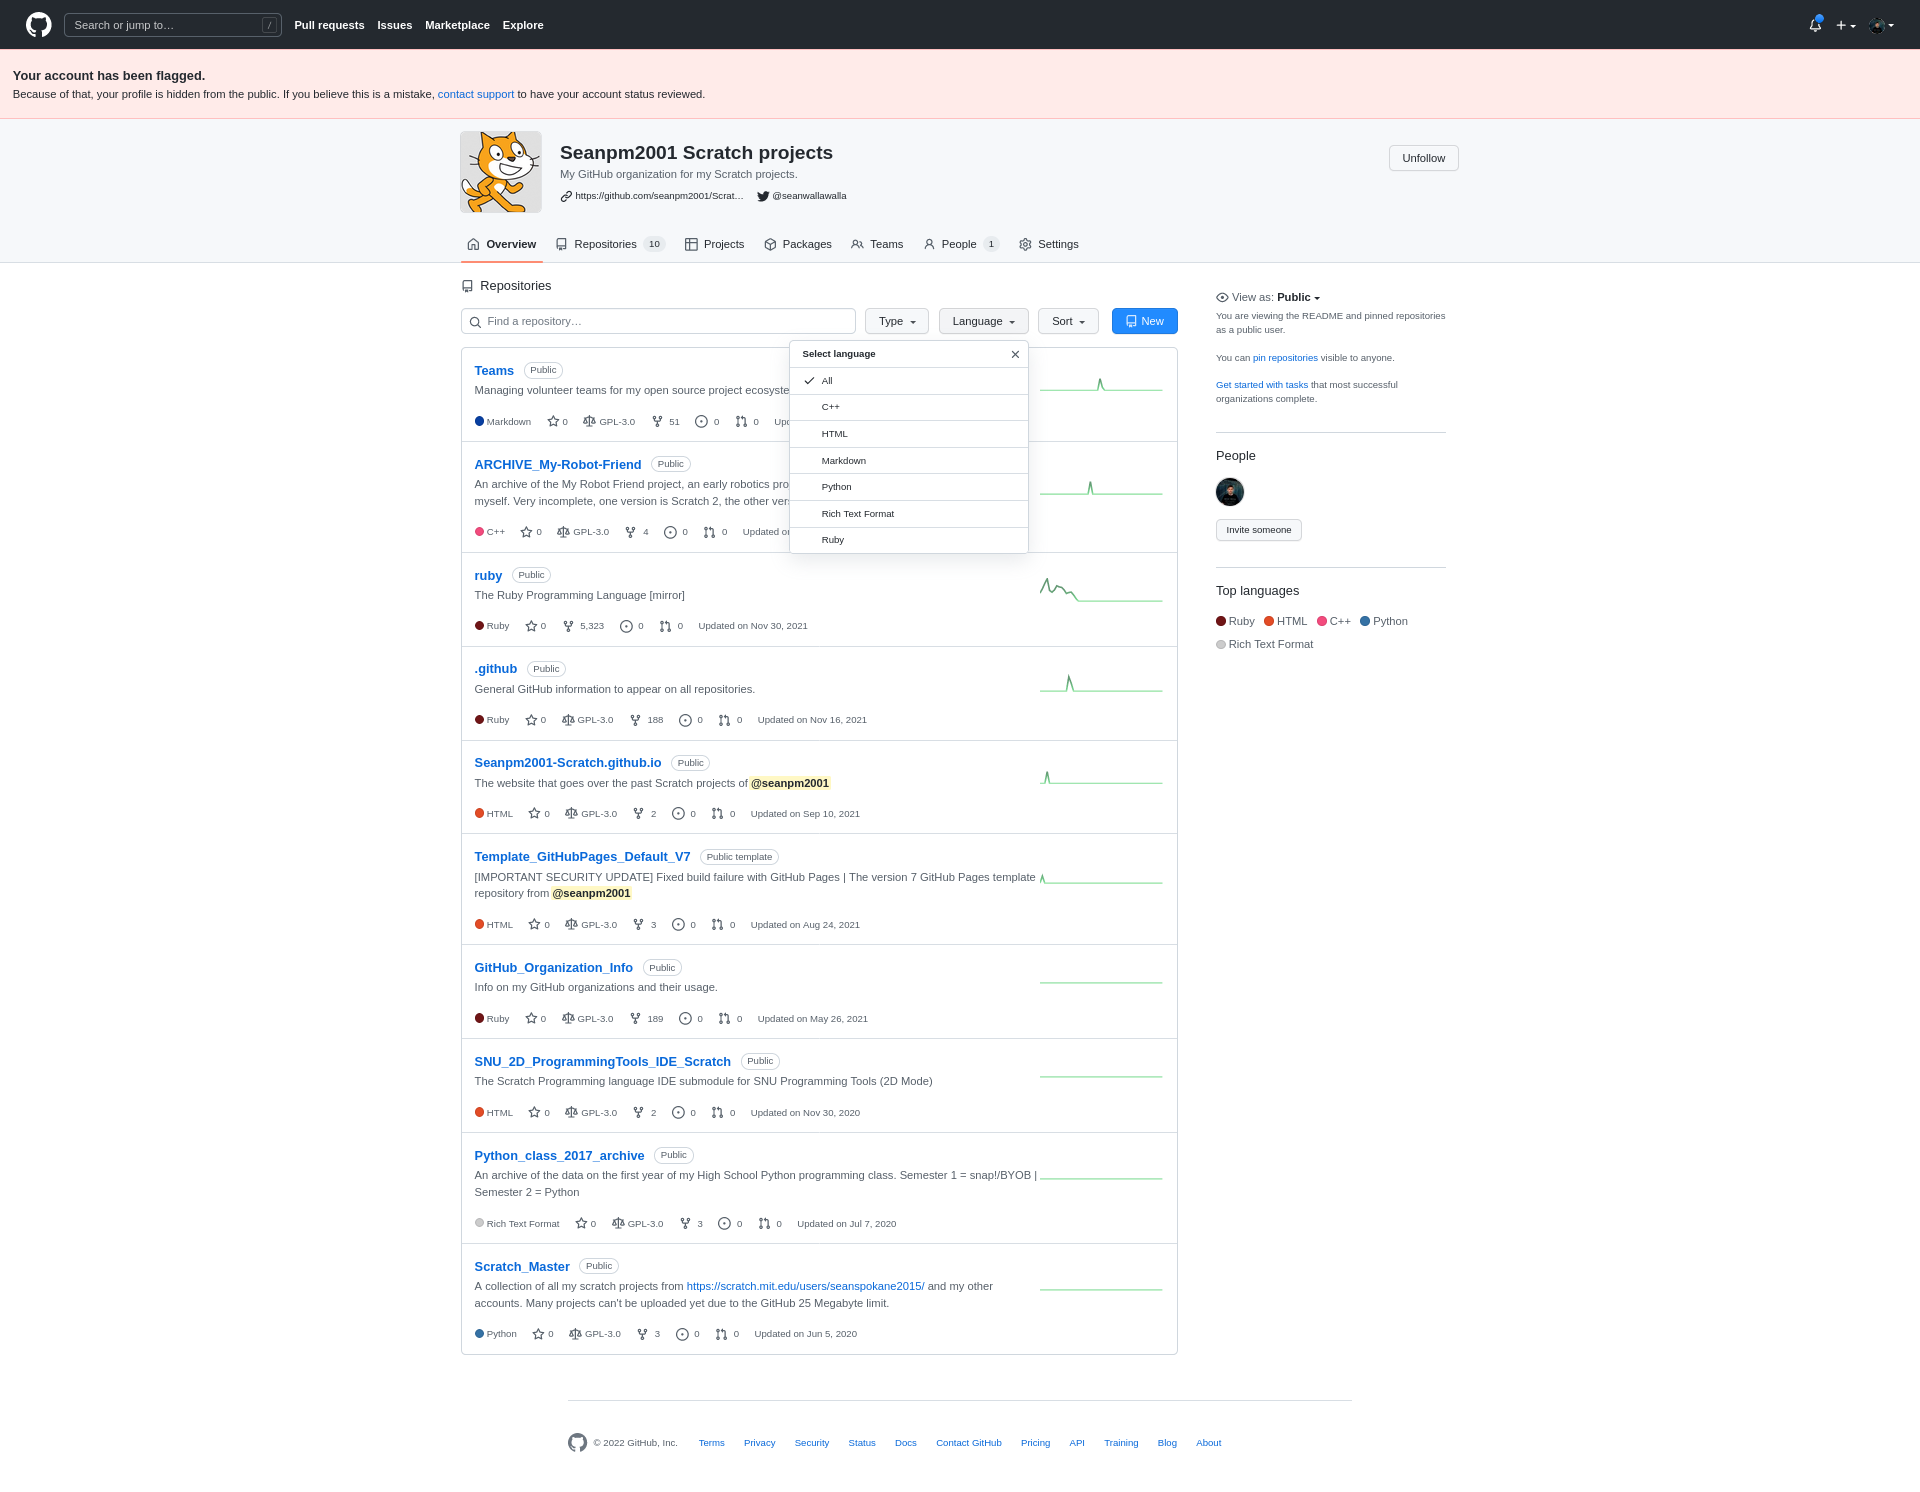 Search or jump to…
/
Pull requests Issues Marketplace Explore
Your account has been flagged.
Because of that, your profile is hidden from the public. If you believe this is a mistake, contact support to have your account status reviewed.
Seanpm2001 Scratch projects
My GitHub organization for my Scratch projects.
https://github.com/seanpm2001/Scrat… @seanwallawalla
Unfollow
Overview Repositories 10 Projects Packages Teams People 1 Settings
Repositories
Find a repository…
Type Language Sort New
Select language
All
C++
HTML
Markdown
Python
Rich Text Format
Ruby
Teams Public
Managing volunteer teams for my open source project ecosyste
Markdown 0 GPL-3.0 51 0 0 Upd
ARCHIVE_My-Robot-Friend Public
An archive of the My Robot Friend project, an early robotics pro
myself. Very incomplete, one version is Scratch 2, the other vers
C++ 0 GPL-3.0 4 0 0 Updated on
ruby Public
The Ruby Programming Language [mirror]
Ruby 0 5,323 0 0 Updated on Nov 30, 2021
.github Public
General GitHub information to appear on all repositories.
Ruby 0 GPL-3.0 188 0 0 Updated on Nov 16, 2021
Seanpm2001-Scratch.github.io Public
The website that goes over the past Scratch projects of @seanpm2001
HTML 0 GPL-3.0 2 0 0 Updated on Sep 10, 2021
Template_GitHubPages_Default_V7 Public template
[IMPORTANT SECURITY UPDATE] Fixed build failure with GitHub Pages | The version 7 GitHub Pages template
repository from @seanpm2001
HTML 0 GPL-3.0 3 0 0 Updated on Aug 24, 2021
GitHub_Organization_Info Public
Info on my GitHub organizations and their usage.
Ruby 0 GPL-3.0 189 0 0 Updated on May 26, 2021
SNU_2D_ProgrammingTools_IDE_Scratch Public
The Scratch Programming language IDE submodule for SNU Programming Tools (2D Mode)
HTML 0 GPL-3.0 2 0 0 Updated on Nov 30, 2020
Python_class_2017_archive Public
An archive of the data on the first year of my High School Python programming class. Semester 1 = snap!/BYOB |
Semester 2 = Python
Rich Text Format 0 GPL-3.0 3 0 0 Updated on Jul 7, 2020
Scratch_Master Public
A collection of all my scratch projects from https://scratch.mit.edu/users/seanspokane2015/ and my other
accounts. Many projects can't be uploaded yet due to the GitHub 25 Megabyte limit.
Python 0 GPL-3.0 3 0 0 Updated on Jun 5, 2020
View as: Public
You are viewing the README and pinned repositories
as a public user.
You can pin repositories visible to anyone.
Get started with tasks that most successful
organizations complete.
People
Invite someone
Top languages
Ruby HTML C++ Python
Rich Text Format
© 2022 GitHub, Inc. Terms Privacy Security Status Docs Contact GitHub Pricing API Training Blog About